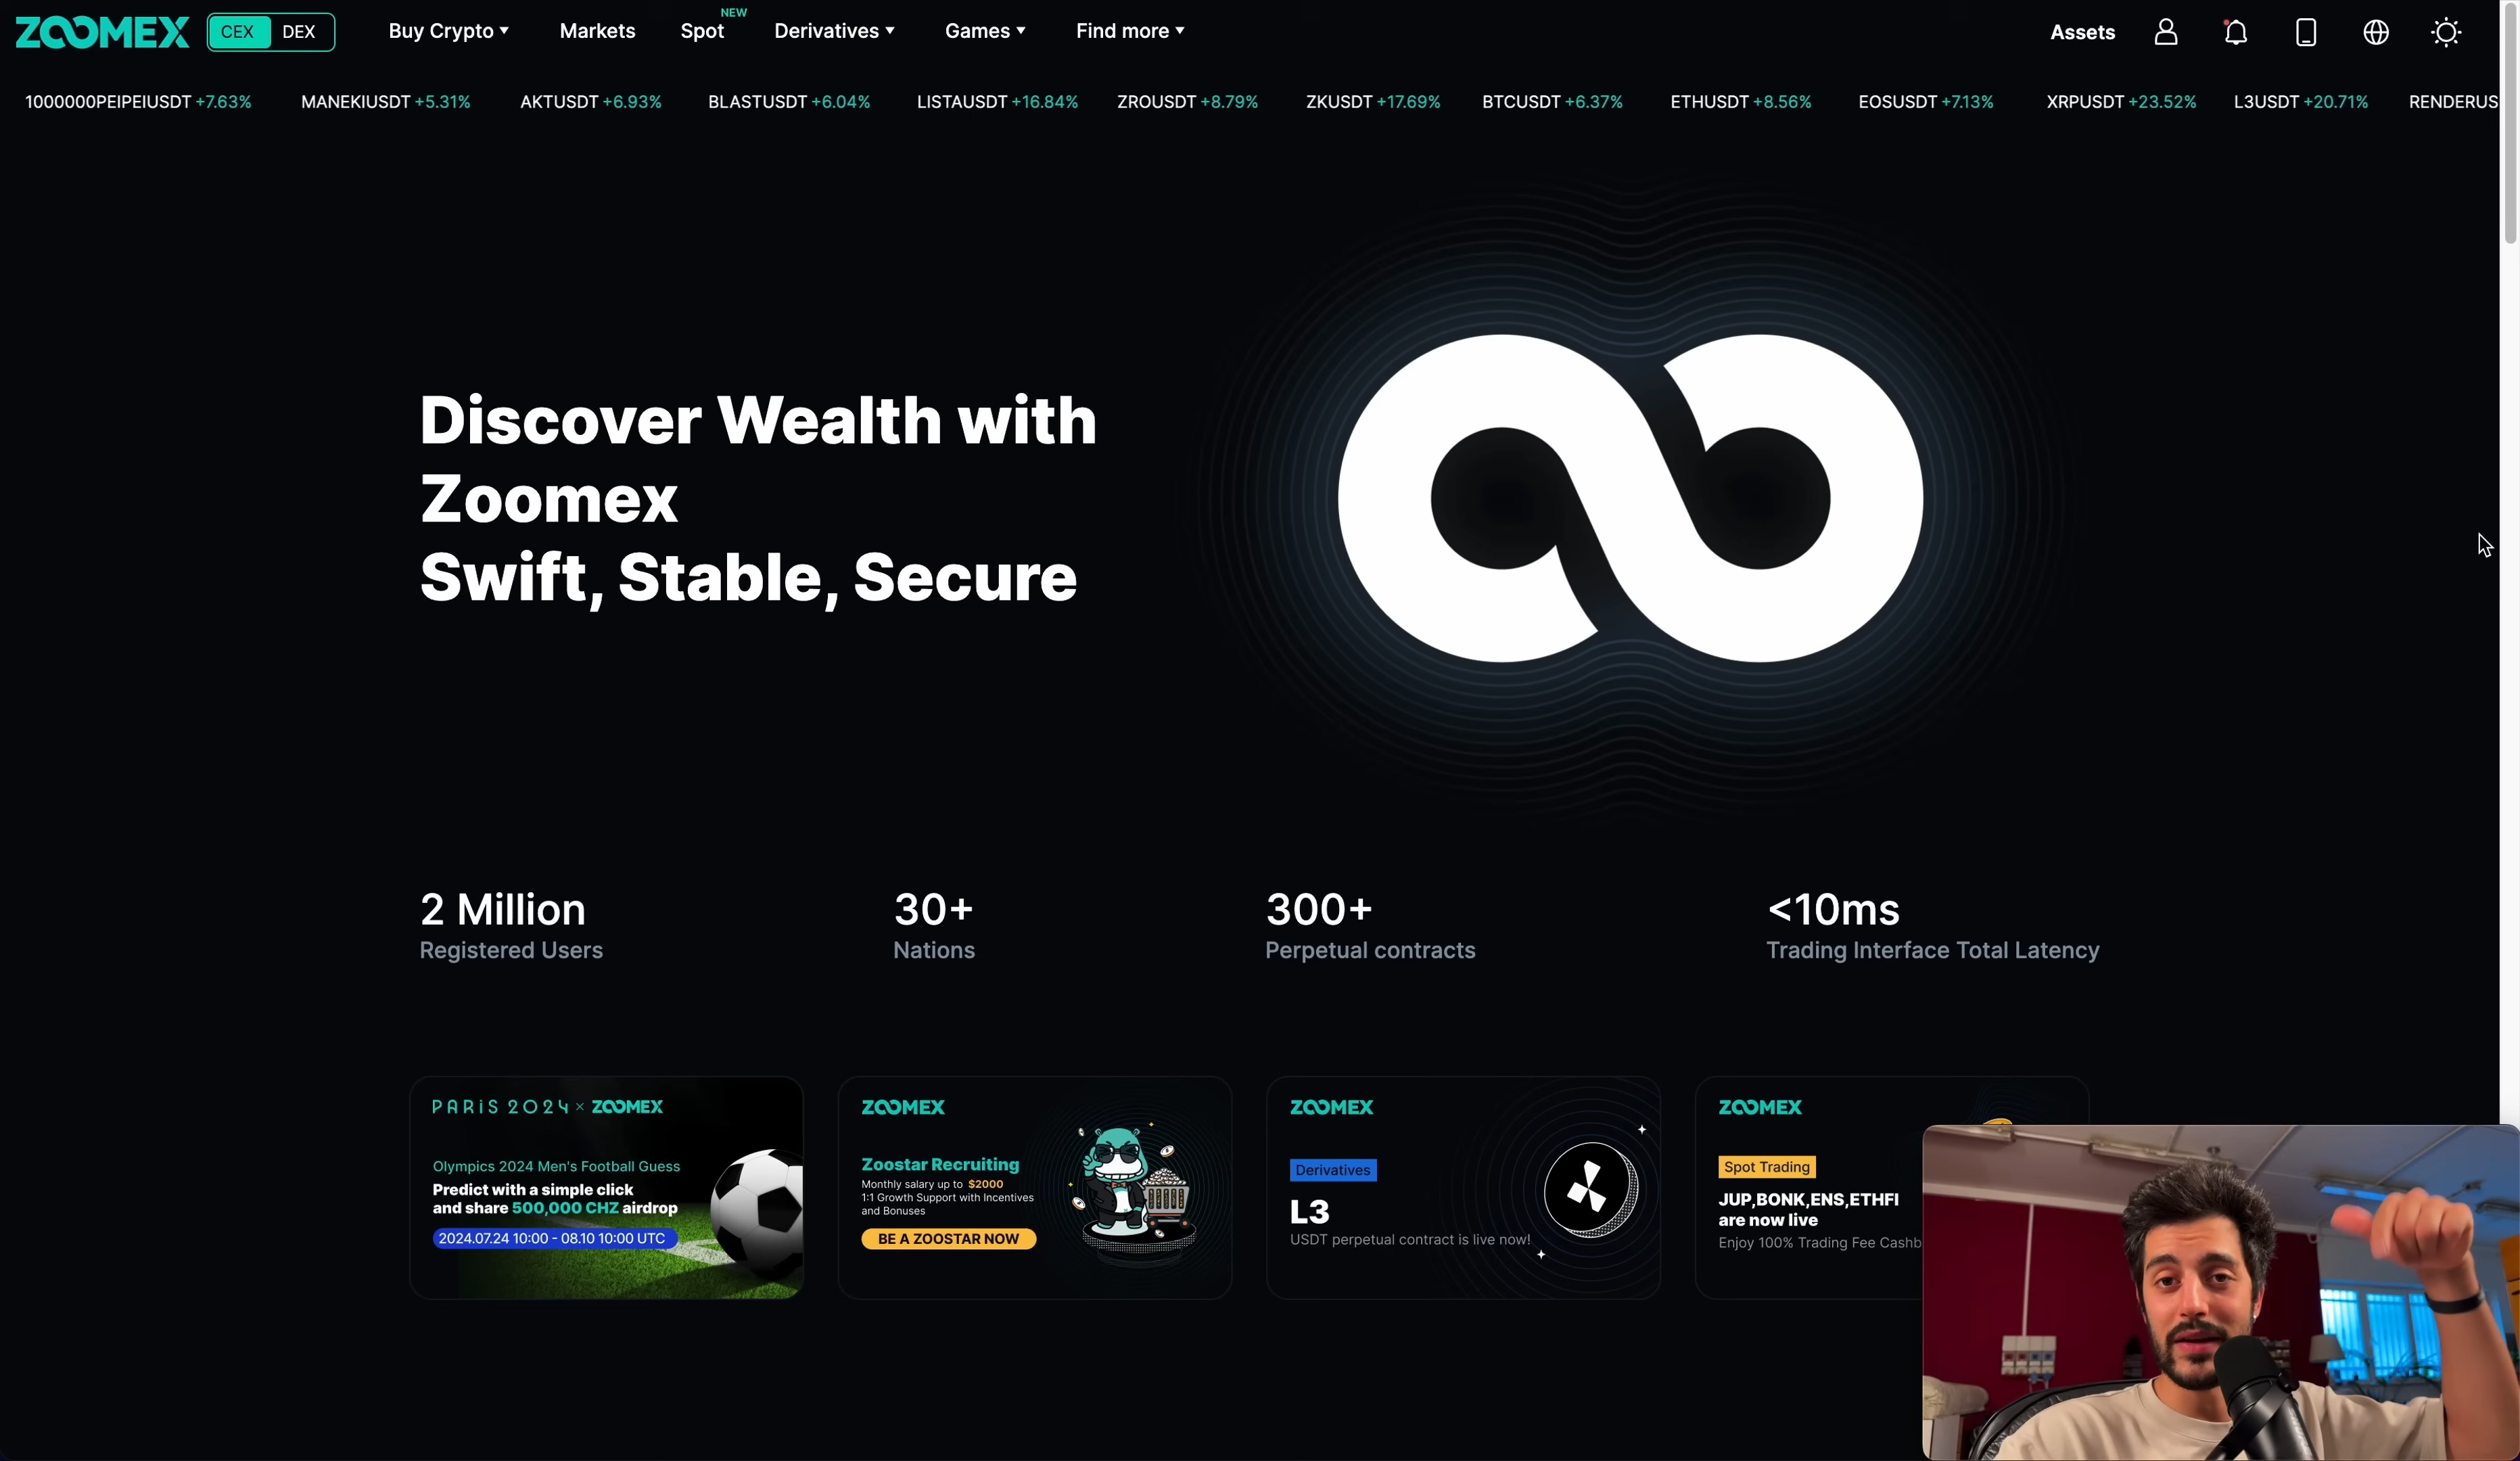 ZOOMEX CEX DEX Buy Crypto Markets Spot NEW Derivatives Games Find more Assets
1000000PEIPEIUSDT +7.63% MANEKIUSDT +5.31% AKTUSDT +6.93% BLASTUSDT +6.04% LISTAUSDT +16.84% ZROUSDT +8.79% ZKUSDT +17.69% BTCUSDT +6.37% ETHUSDT +8.56% EOSUSDT +7.13% XRPUSDT +23.52% L3USDT +20.71% RENDERUS
Discover Wealth with
Zoomex
Swift, Stable, Secure
2 Million
Registered Users
30+
Nations
300+
Perpetual contracts
<10ms
Trading Interface Total Latency
PARiS 2024 × ZOOMEX
Olympics 2024 Men's Football Guess
Predict with a simple click
and share 500,000 CHZ airdrop
2024.07.24 10:00 - 08.10 10:00 UTC
ZOOMEX
Zoostar Recruiting
Monthly salary up to $2000
1:1 Growth Support with Incentives
and Bonuses
BE A ZOOSTAR NOW
ZOOMEX
Derivatives
L3
USDT perpetual contract is live now!
ZOOMEX
Spot Trading
JUP,BONK,ENS,ETHFI
are now live
Enjoy 100% Trading Fee Cashb